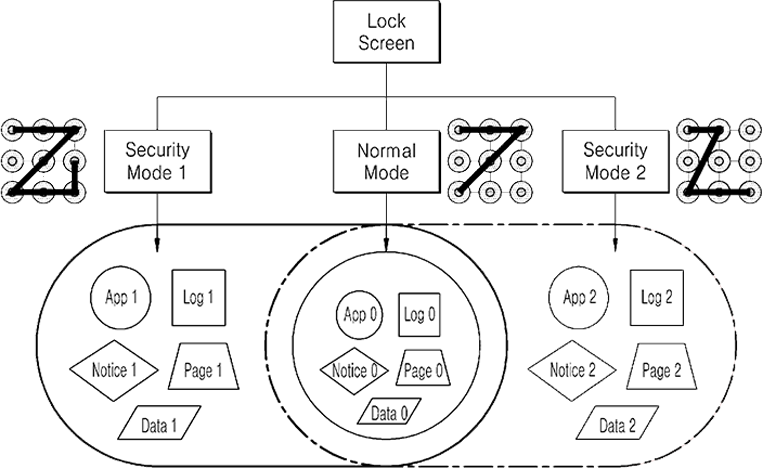 Lock
Screen
Security
Mode 1
Normal
Mode
Security
Mode 2
App 1
Log 1
App 0
Log 0
App 2
Log 2
Notice 1
Page 1
Notice 0
Page 0
Notice 2
Page 2
Data 1
Data 0
Data 2